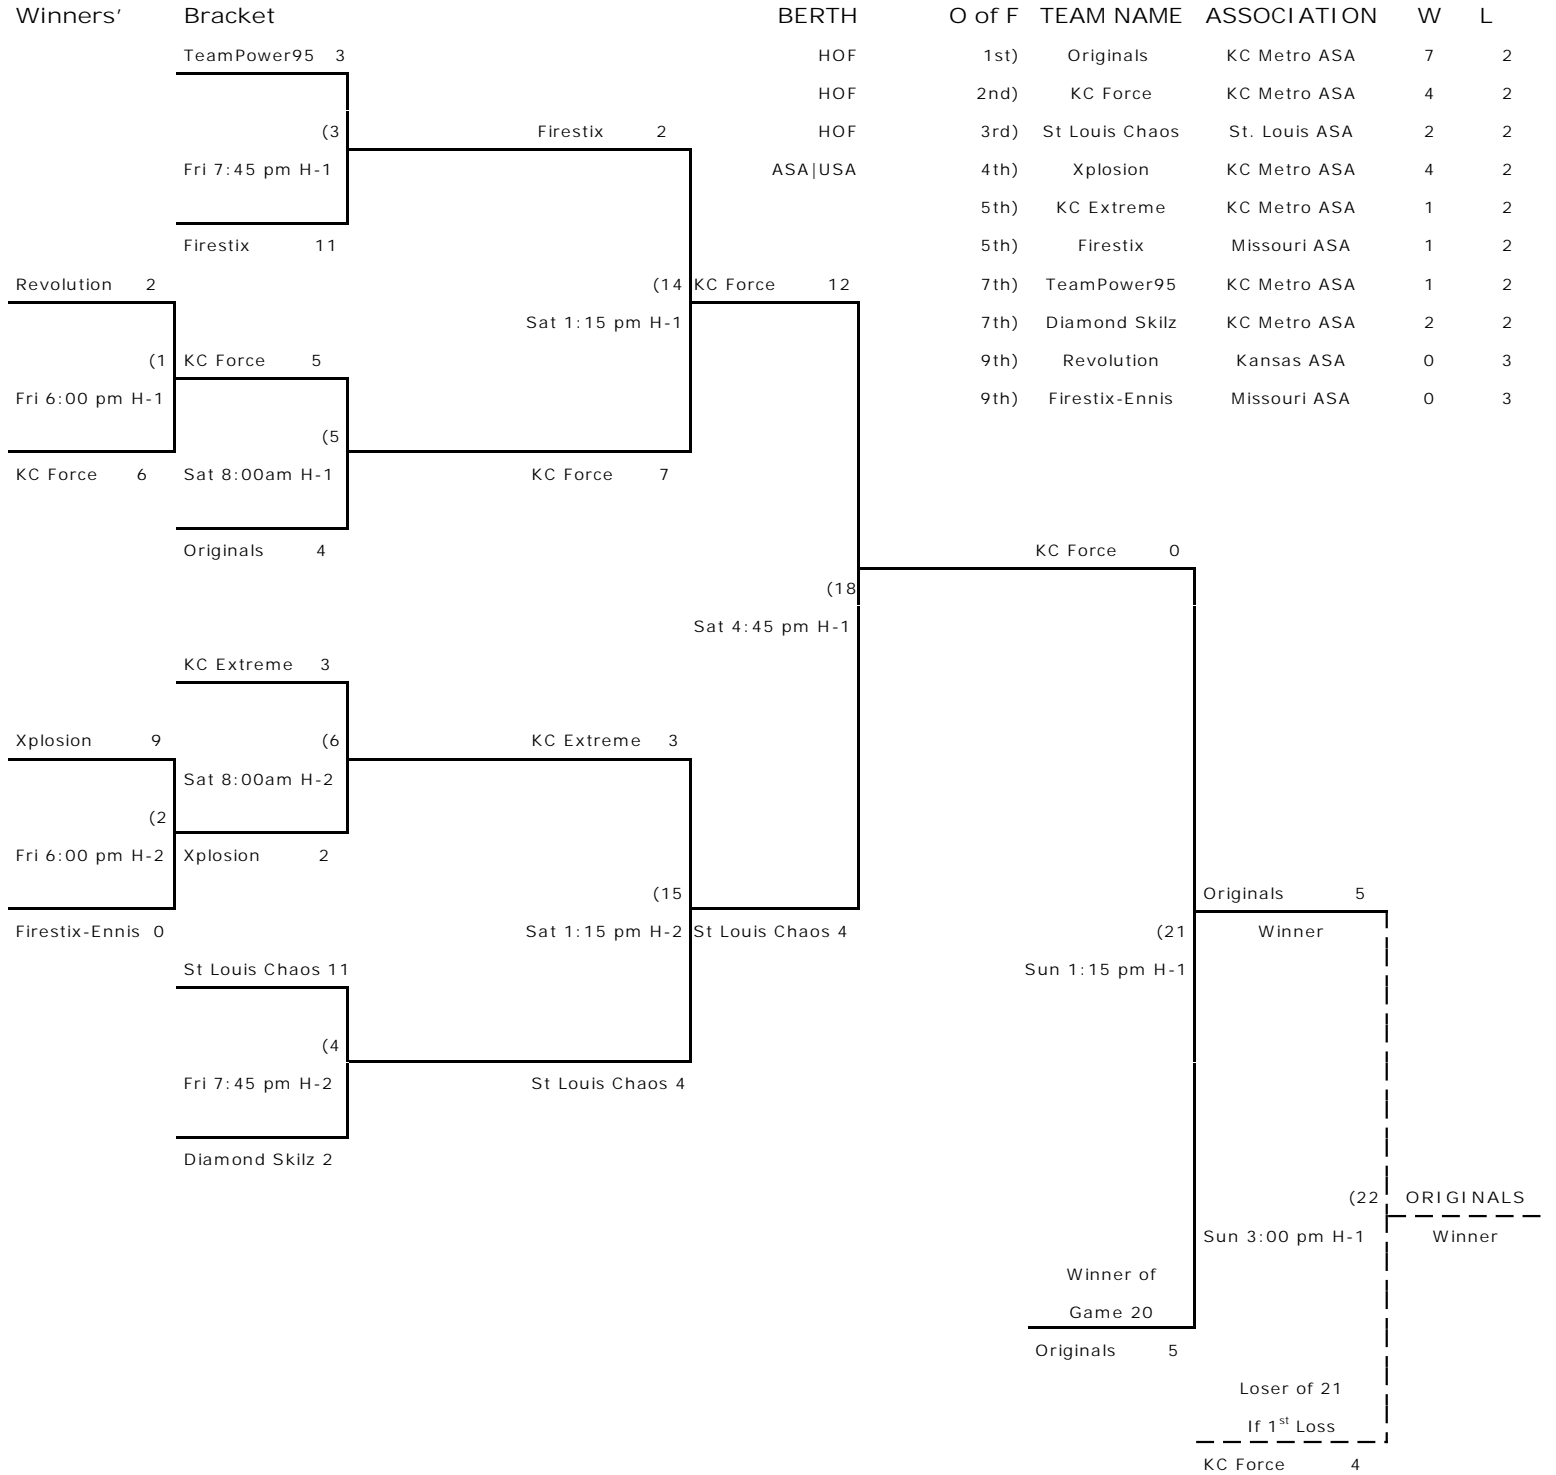 Winners' Bracket BERTH O of F TEAM NAME ASSOCIATION W L
TeamPower95 3 HOF 1st) Originals KC Metro ASA 7 2
HOF 2nd) KC Force KC Metro ASA 4 2
(3 Firestix 2 HOF 3rd) St Louis Chaos St. Louis ASA 2 2
Fri 7:45 pm H-1 ASA|USA 4th) Xplosion KC Metro ASA 4 2
5th) KC Extreme KC Metro ASA 1 2
Firestix 11 5th) Firestix Missouri ASA 1 2
Revolution 2 (14 KC Force 12 7th) TeamPower95 KC Metro ASA 1 2
Sat 1:15 pm H-1 7th) Diamond Skilz KC Metro ASA 2 2
(1 KC Force 5 9th) Revolution Kansas ASA 0 3
Fri 6:00 pm H-1 9th) Firestix-Ennis Missouri ASA 0 3
(5
KC Force 6 Sat 8:00am H-1 KC Force 7
Originals 4 KC Force 0
(18
Sat 4:45 pm H-1
KC Extreme 3
Xplosion 9 (6 KC Extreme 3
Sat 8:00am H-2
(2
Fri 6:00 pm H-2 Xplosion 2
(15 Originals 5
Firestix-Ennis 0 Sat 1:15 pm H-2 St Louis Chaos 4 (21 Winner
St Louis Chaos 11 Sun 1:15 pm H-1
(4
Fri 7:45 pm H-2 St Louis Chaos 4
Diamond Skilz 2
(22 ORIGINALS
Sun 3:00 pm H-1 Winner
Winner of
Game 20
Originals 5
Loser of 21
If 1st Loss
KC Force 4